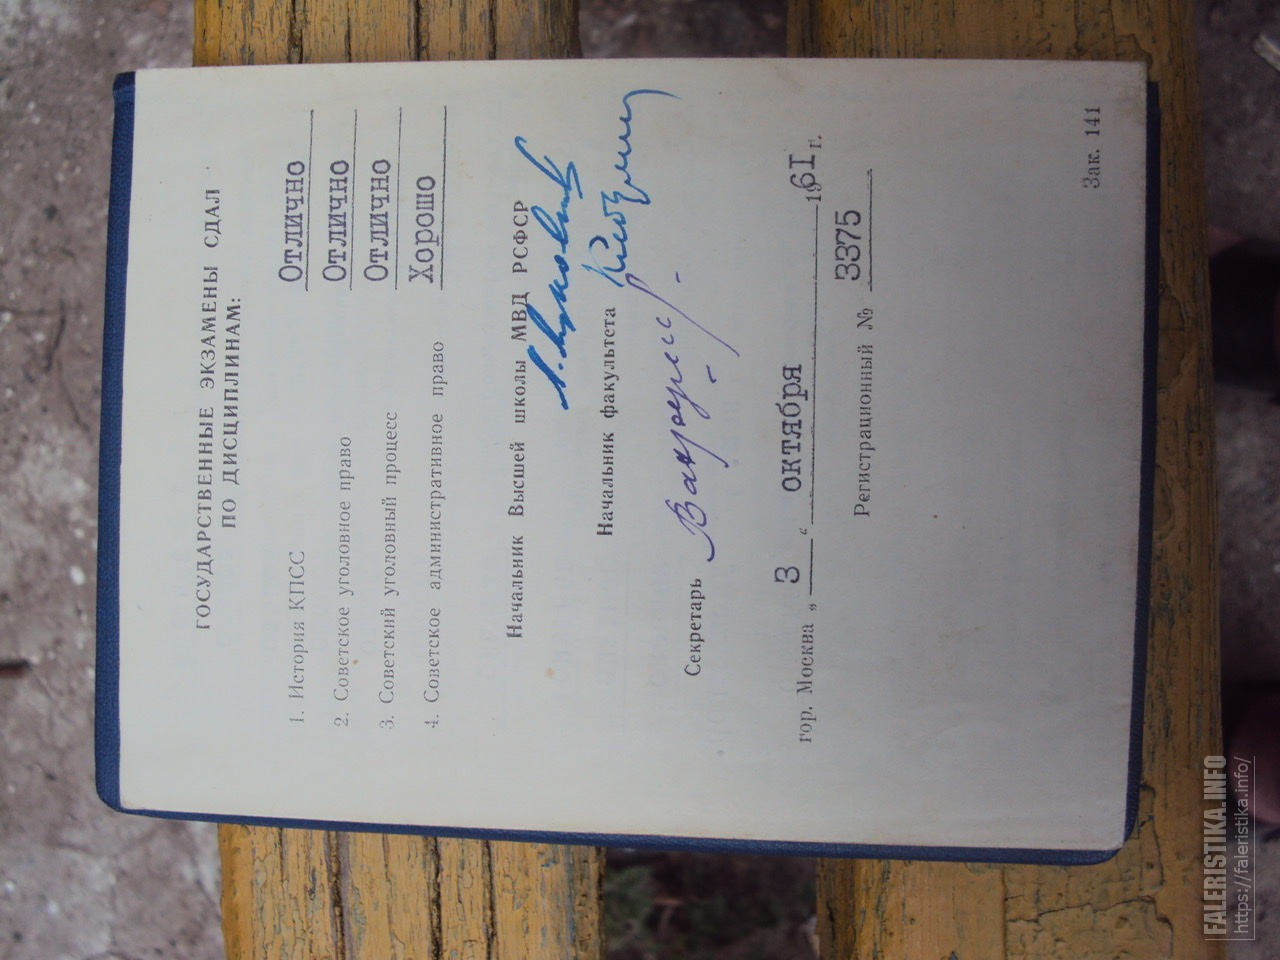 ГОСУДАРСТВЕННЫЕ ЭКЗАМЕНЫ СДАЛ
ПО ДИСЦИПЛИНАМ:
1. История КПСС Отлично
2. Советское уголовное право Отлично
3. Советский уголовный процесс Отлично
4. Советское административное право Хорошо
Начальник Высшей школы МВД РСФСР
Начальник факультета
Секретарь
гор. Москва „ 3 “ октября 196I г.
Регистрационный № 3375
Зак. 141
FALERISTIKA.INFO
https://faleristika.info/